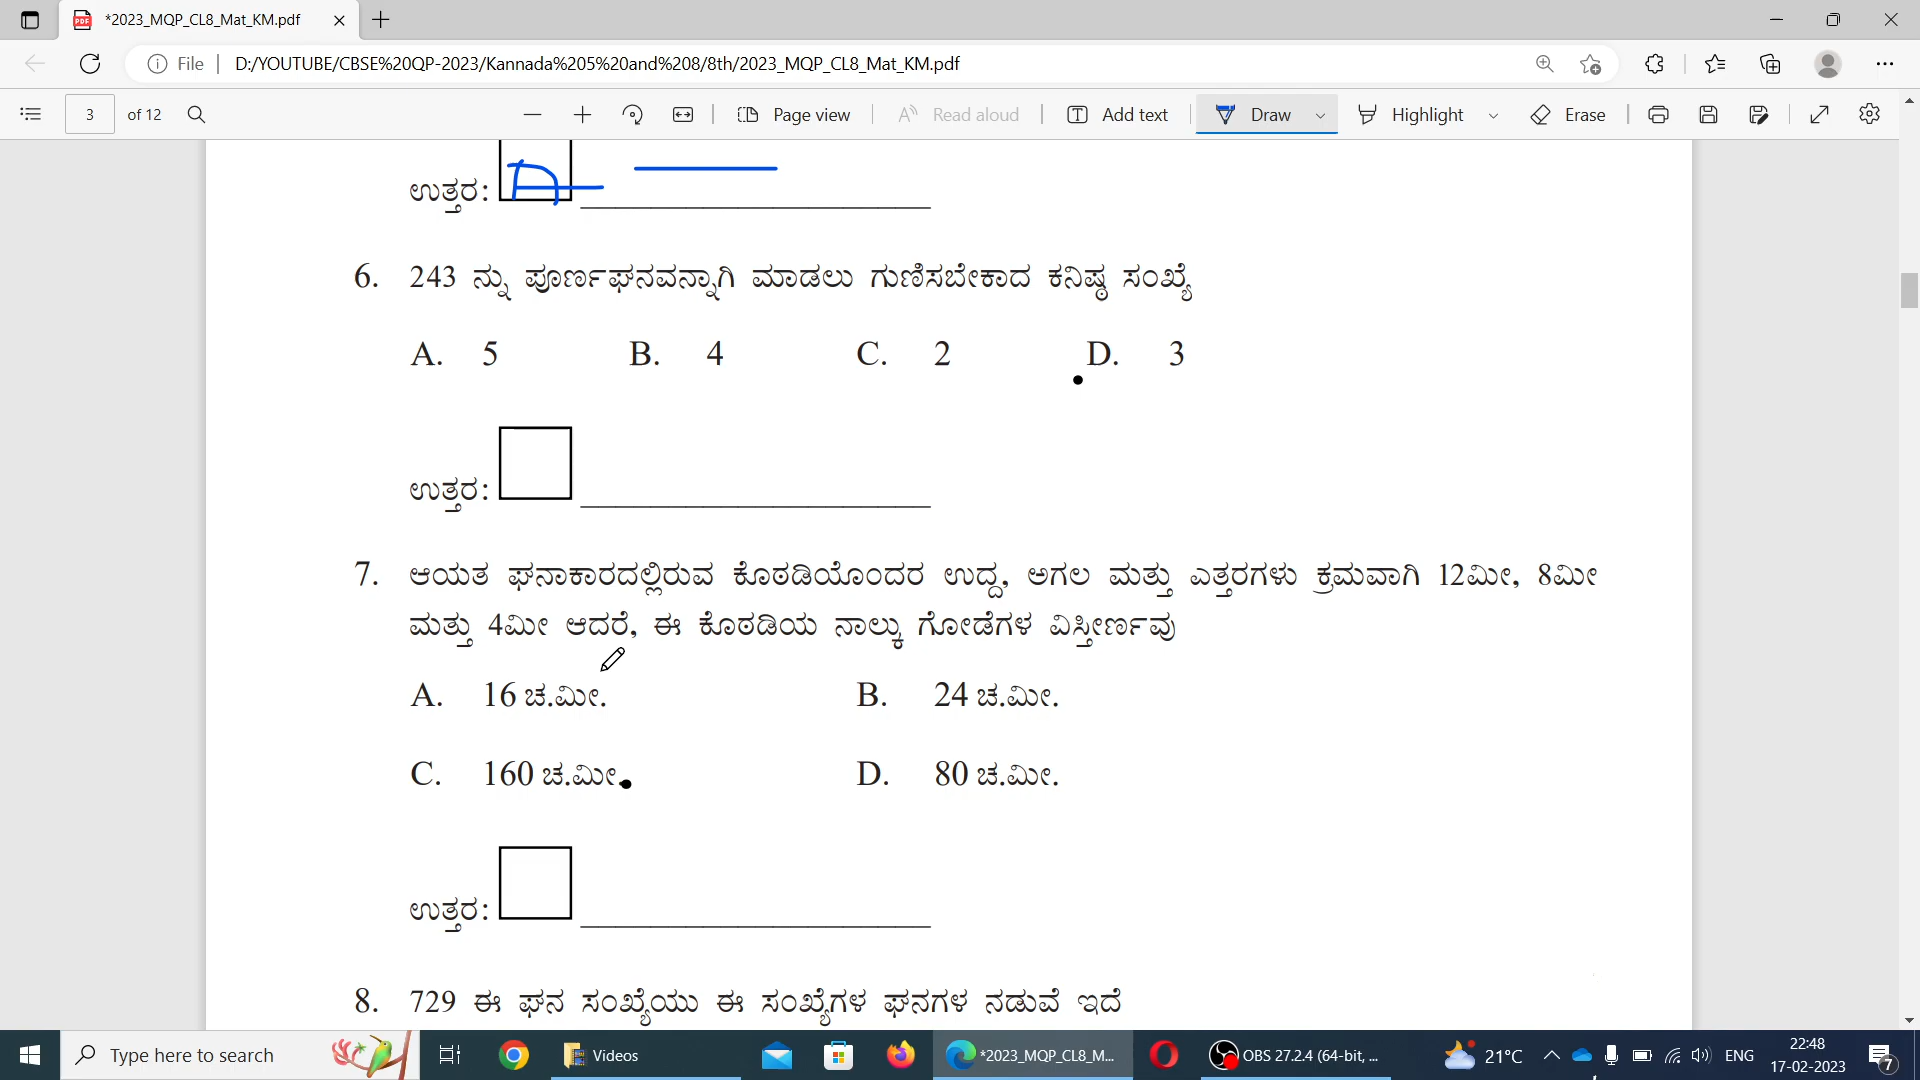 *2023_MQP_CL8_Mat_KM.pdf
File D:/YOUTUBE/CBSE%20QP-2023/Kannada%205%20and%208/8th/2023_MQP_CL8_Mat_KM.pdf
3 of 12 Page view Read aloud Add text Draw Highlight Erase
ಉತ್ತರ:
6. 243 ನ್ನು ಪೂರ್ಣಘನವನ್ನಾಗಿ ಮಾಡಲು ಗುಣಿಸಬೇಕಾದ ಕನಿಷ್ಠ ಸಂಖ್ಯೆ
A. 5 B. 4 C. 2 D. 3
ಉತ್ತರ:
7. ಆಯತ ಘನಾಕಾರದಲ್ಲಿರುವ ಕೊಠಡಿಯೊಂದರ ಉದ್ದ, ಅಗಲ ಮತ್ತು ಎತ್ತರಗಳು ಕ್ರಮವಾಗಿ 12ಮೀ, 8ಮೀ
ಮತ್ತು 4ಮೀ ಆದರೆ, ಈ ಕೊಠಡಿಯ ನಾಲ್ಕು ಗೋಡೆಗಳ ವಿಸ್ತೀರ್ಣವು
A. 16 ಚ.ಮೀ. B. 24 ಚ.ಮೀ.
C. 160 ಚ.ಮೀ. D. 80 ಚ.ಮೀ.
ಉತ್ತರ:
8. 729 ಈ ಘನ ಸಂಖ್ಯೆಯು ಈ ಸಂಖ್ಯೆಗಳ ಘನಗಳ ನಡುವೆ ಇದೆ
Type here to search Videos *2023_MQP_CL8_M... OBS 27.2.4 (64-bit, ... 21°C ENG 22:48
17-02-2023 7